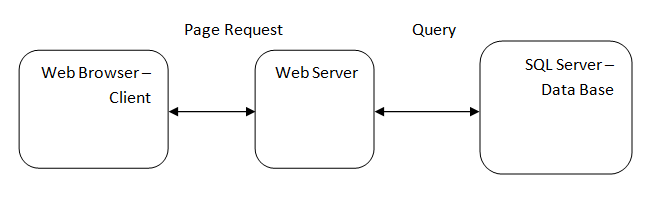 Page Request
Query
Web Browser –
Client
Web Server
SQL Server –
Data Base